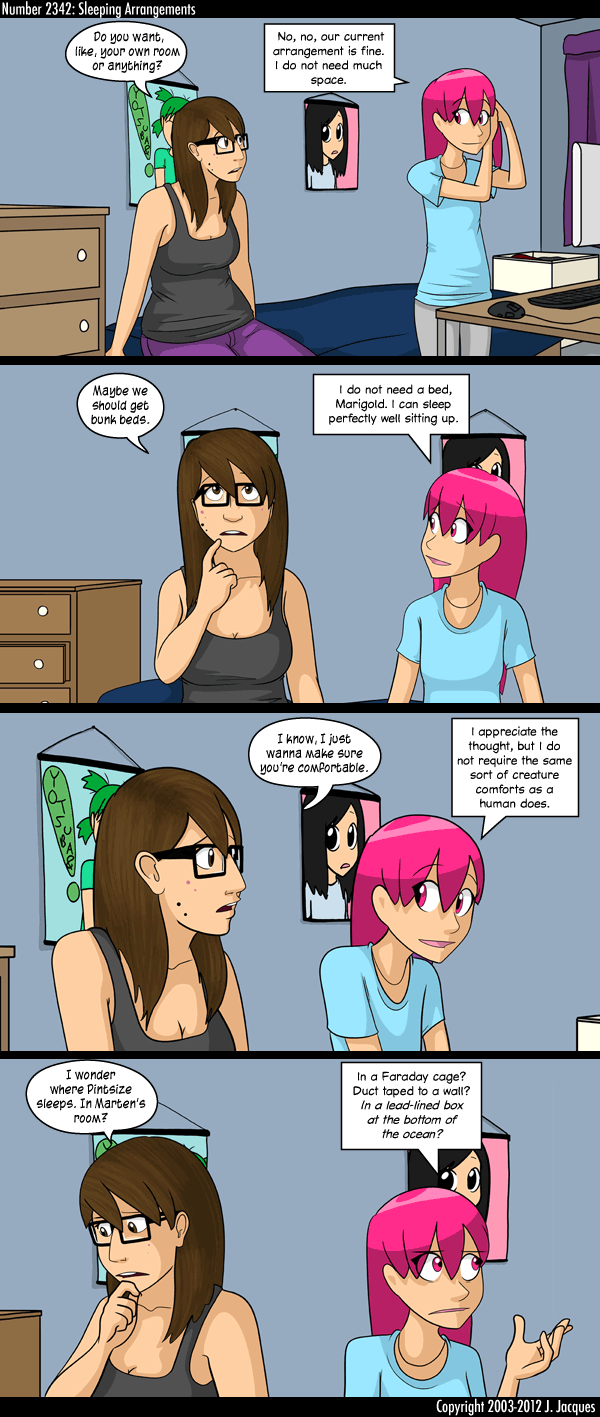 Number 2342: Sleeping Arrangements
Do you want,
like, your own room
or anything?
No, no, our current
arrangement is fine.
I do not need much
space.
YOTSUBA&!
Maybe we
should get
bunk beds.
I do not need a bed,
Marigold. I can sleep
perfectly well sitting up.
I know, I just
wanna make sure
you're comfortable.
I appreciate the
thought, but I do
not require the same
sort of creature
comforts as a
human does.
YOTSUBA&!
I wonder
where Pintsize
sleeps. In Marten's
room?
In a Faraday cage?
Duct taped to a wall?
In a lead-lined box
at the bottom of
the ocean?
Copyright 2003-2012 J. Jacques